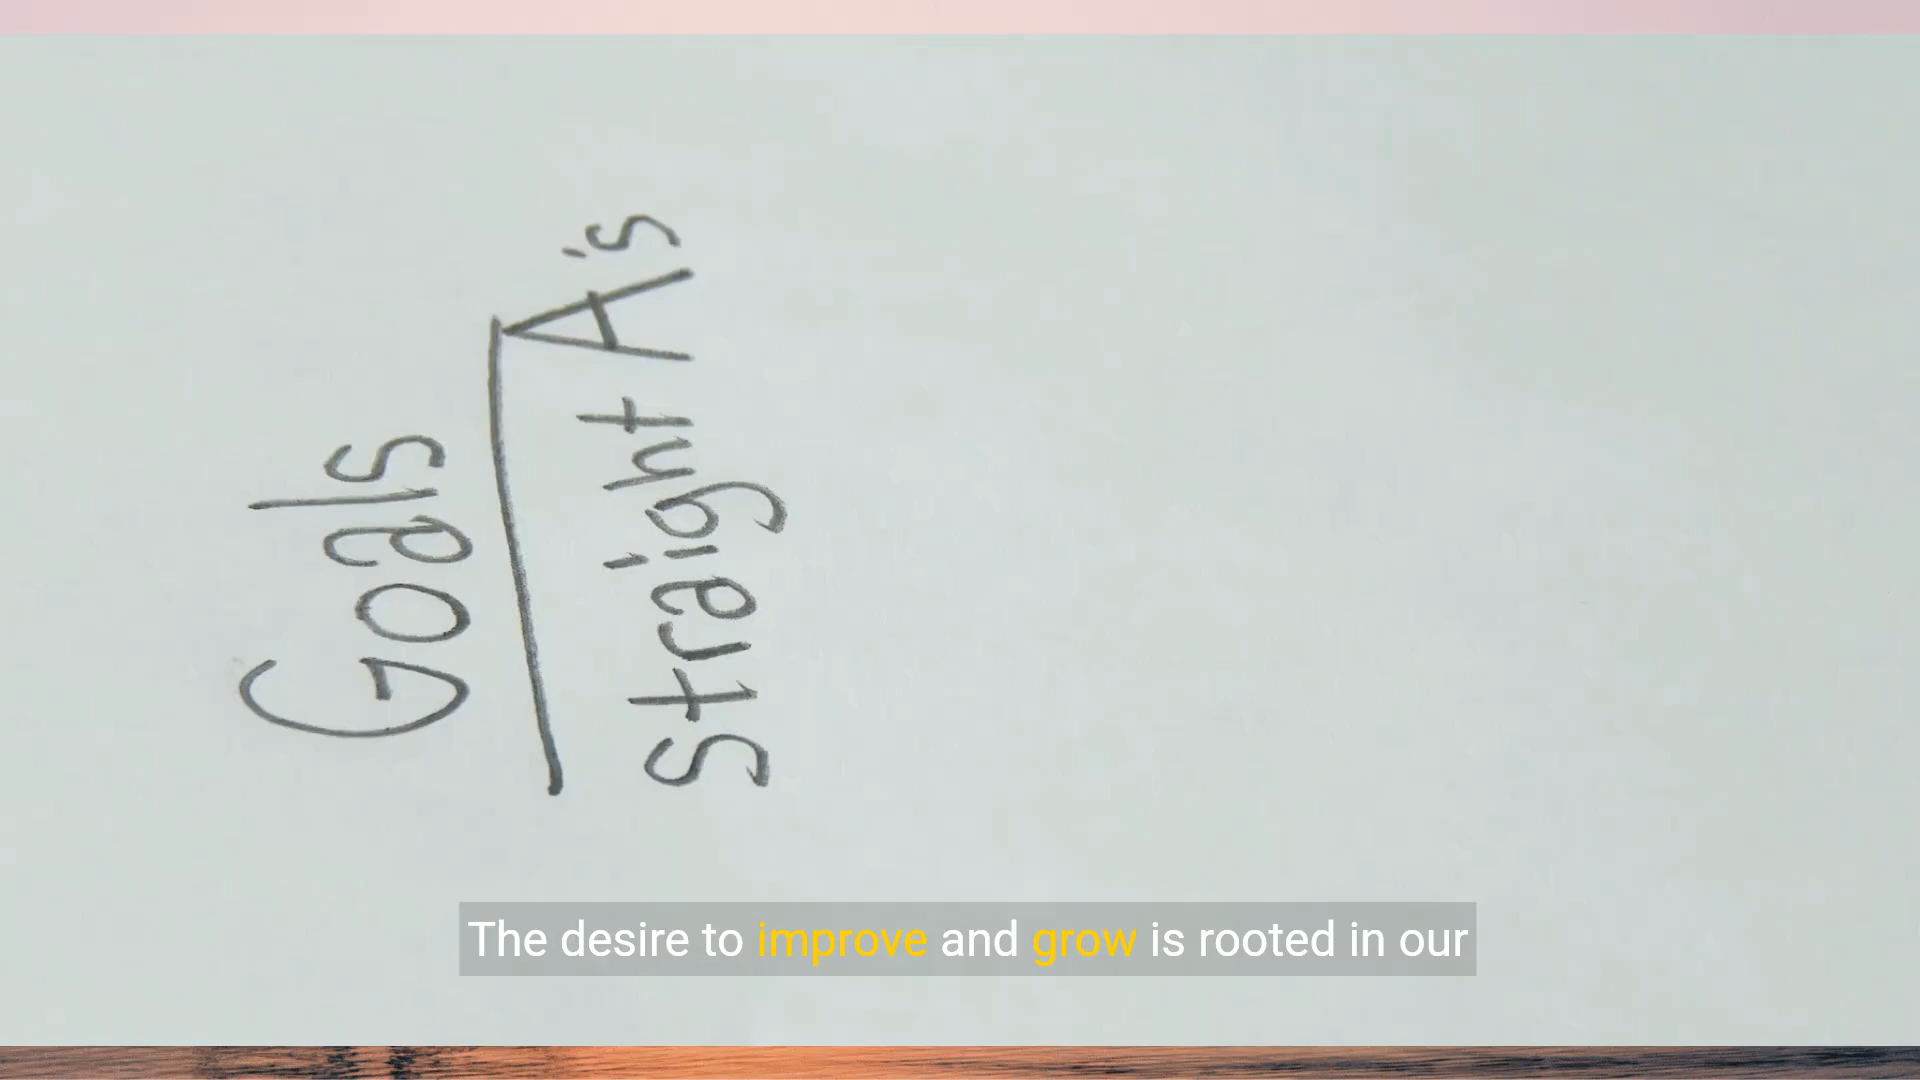 Goals
Straight A's
The desire to improve and grow is rooted in our